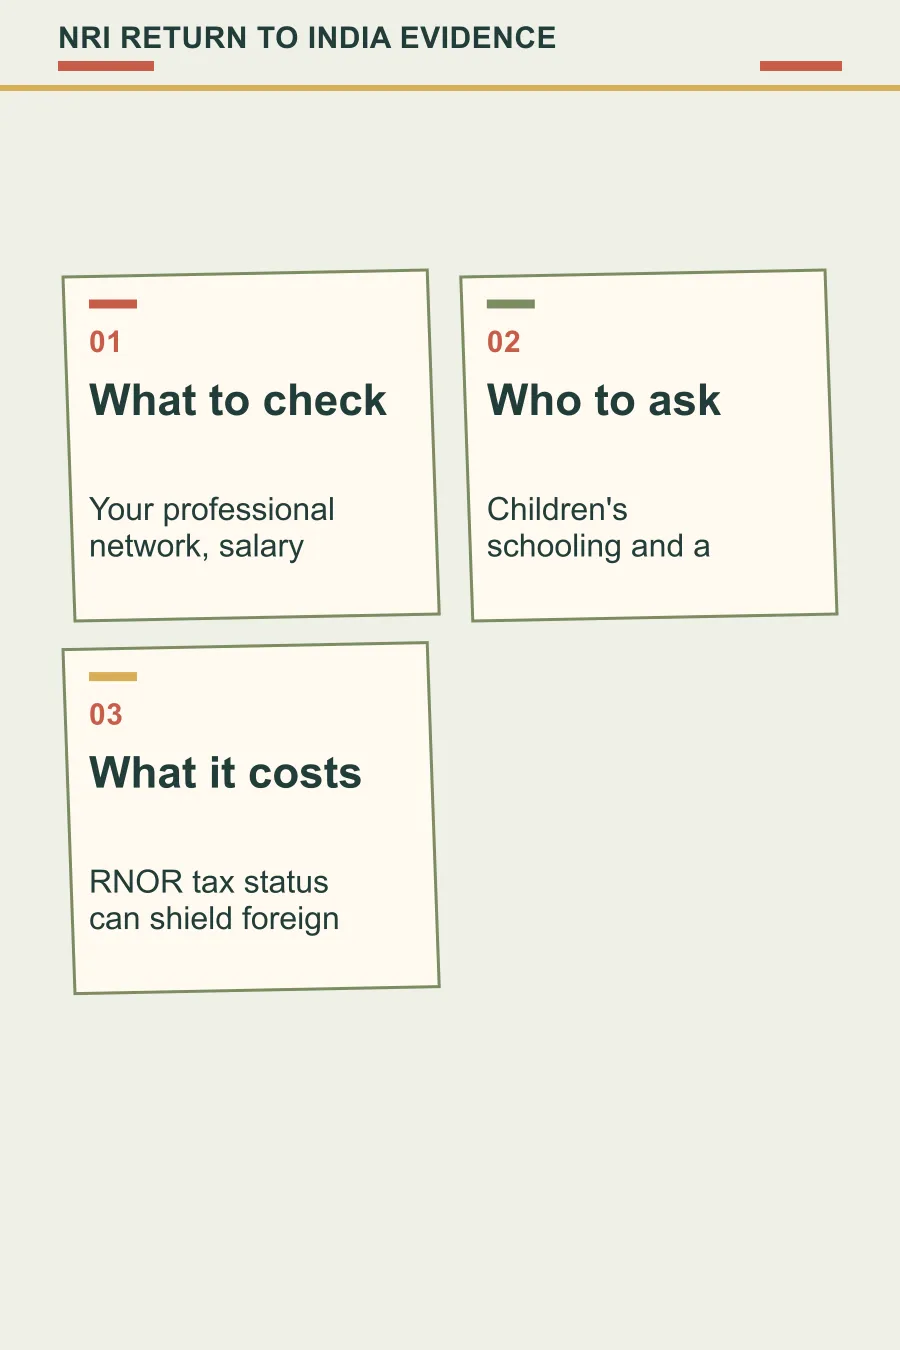 NRI RETURN TO INDIA EVIDENCE
01
What to check
Your professional
network, salary
02
Who to ask
Children's
schooling and a
03
What it costs
RNOR tax status
can shield foreign